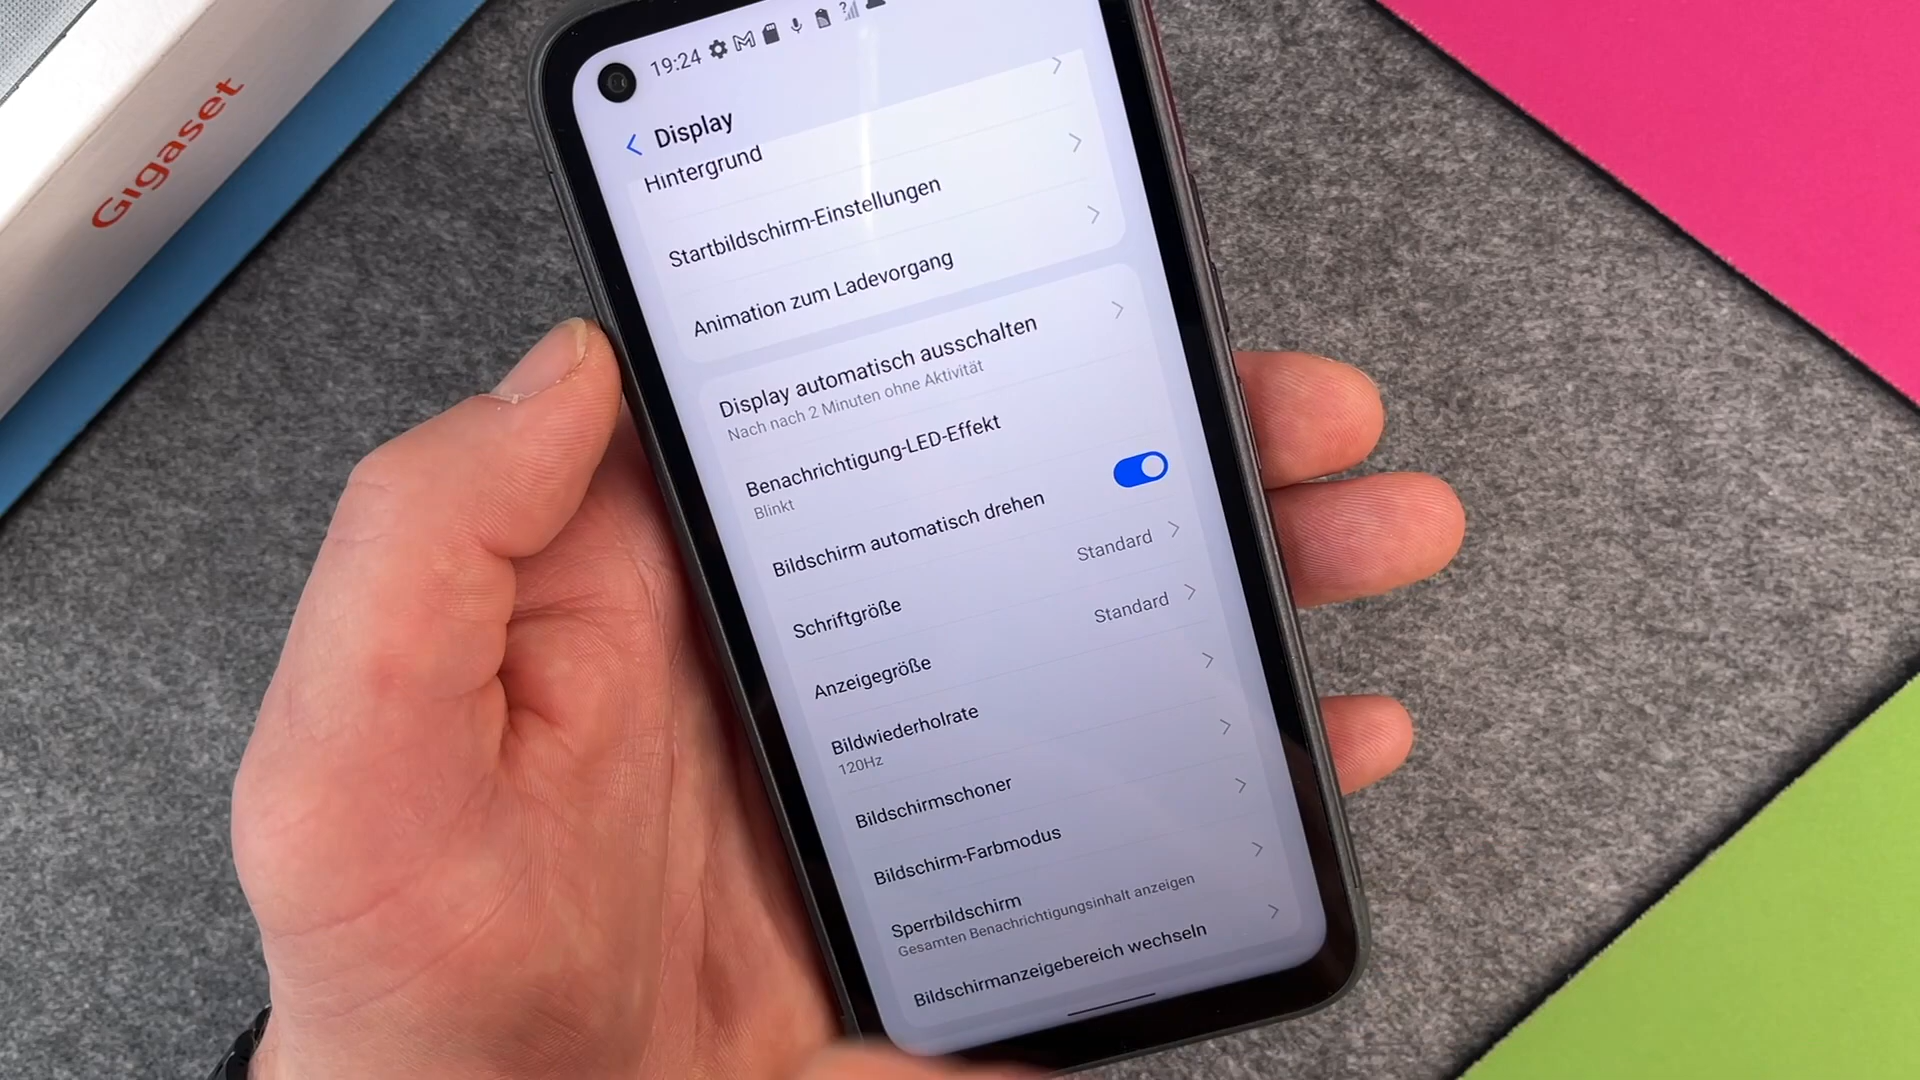 Gigaset
19:24
Display
Hintergrund
Startbildschirm-Einstellungen
Animation zum Ladevorgang
Display automatisch ausschalten
Nach nach 2 Minuten ohne Aktivität
Benachrichtigung-LED-Effekt
Blinkt
Bildschirm automatisch drehen
Schriftgröße Standard
Anzeigegröße Standard
Bildwiederholrate
120Hz
Bildschirmschoner
Bildschirm-Farbmodus
Sperrbildschirm
Gesamten Benachrichtigungsinhalt anzeigen
Bildschirmanzeigebereich wechseln